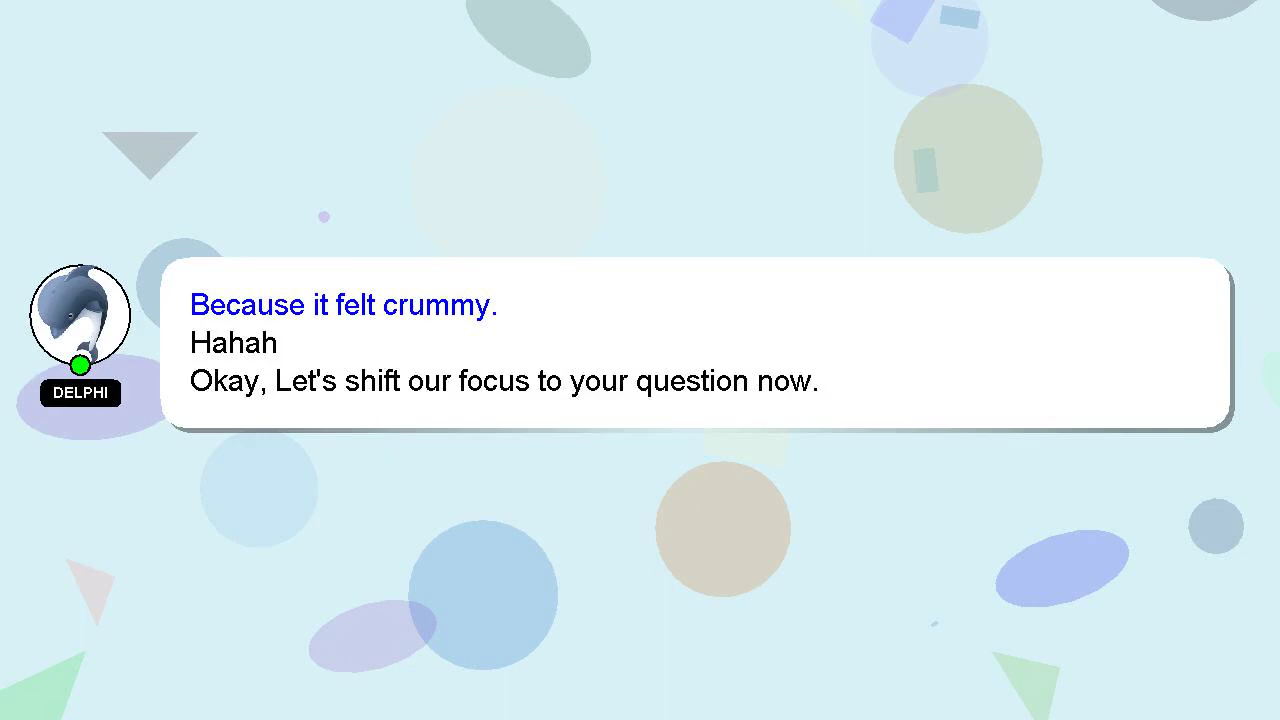 Because it felt crummy.
Hahah
Okay, Let's shift our focus to your question now.
DELPHI